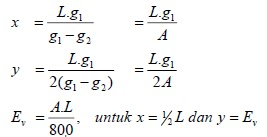 x = L.g₁ / g₁–g₂ = L.g₁ / A
y = L.g₁ / 2(g₁–g₂) = L.g₁ / 2A
Eᵥ = A.L / 800, untuk x = ½ L dan y = Eᵥ